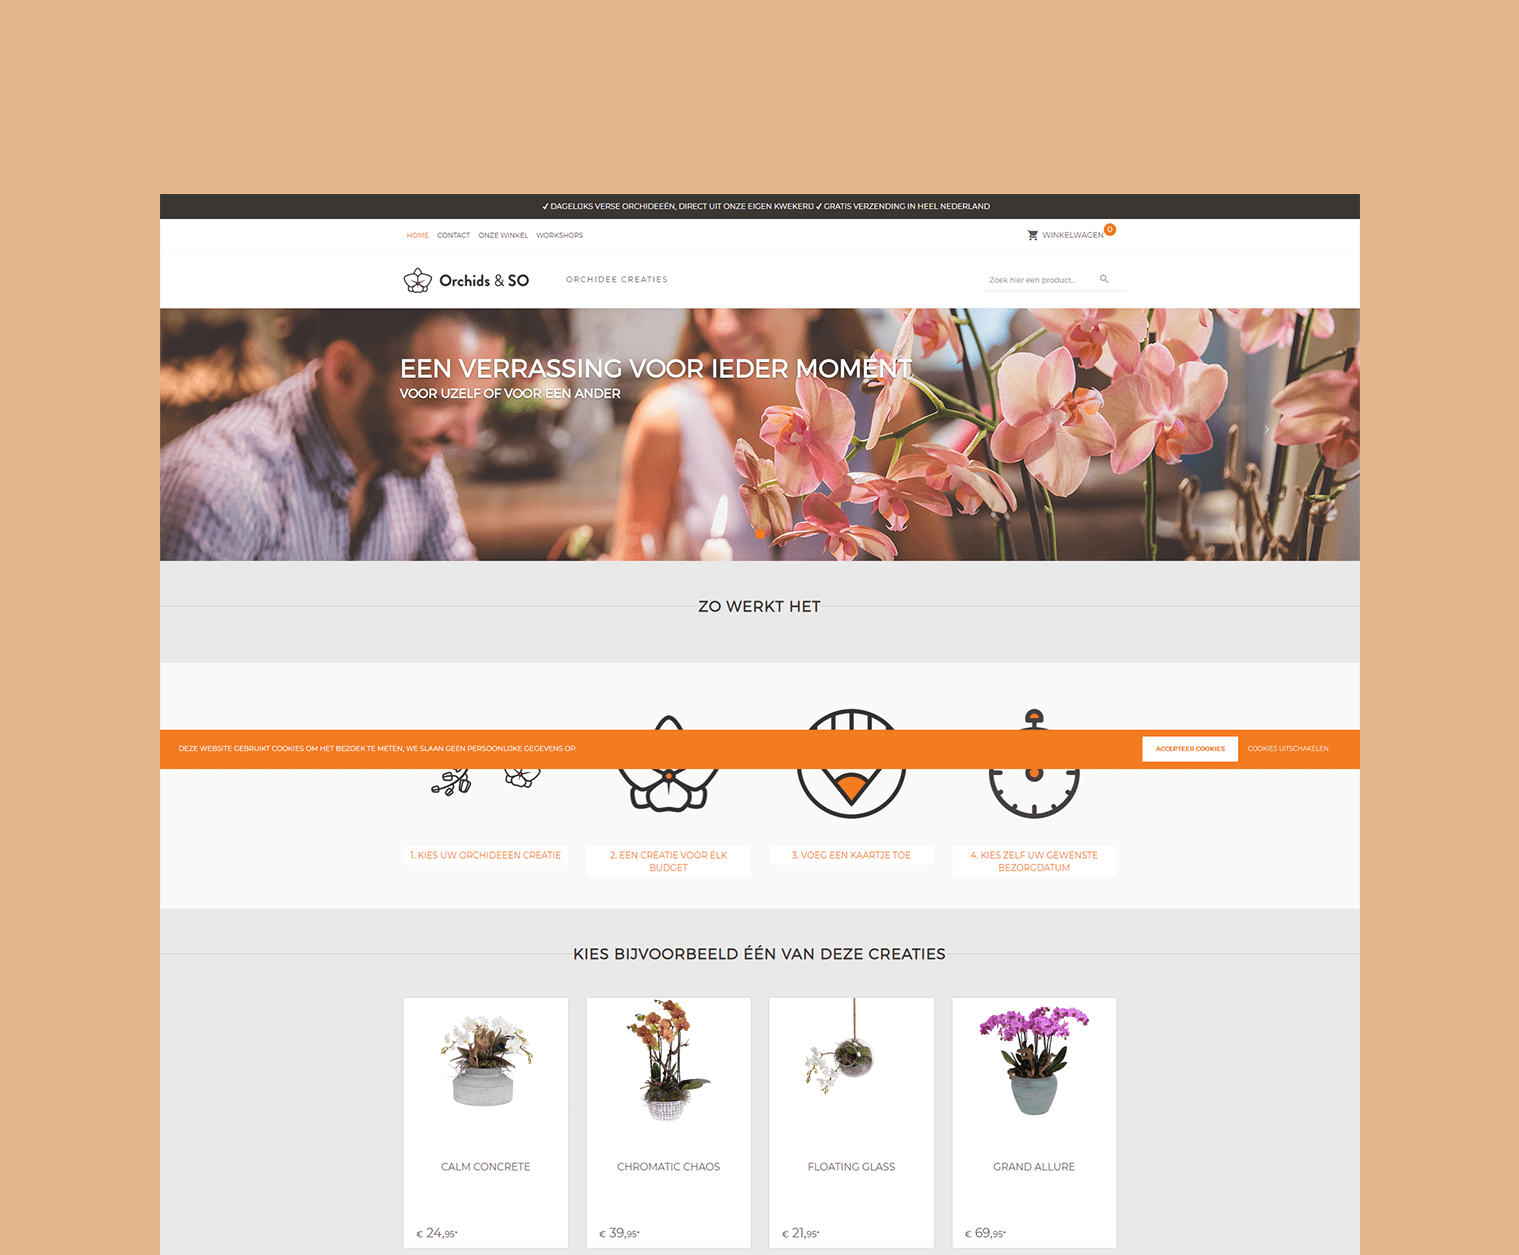 ✓ DAGELIJKS VERSE ORCHIDEEËN, DIRECT UIT ONZE EIGEN KWEKERIJ ✓ GRATIS VERZENDING IN HEEL NEDERLAND
HOME CONTACT ONZE WINKEL WORKSHOPS
WINKELWAGEN 0
Orchids & SO
ORCHIDEE CREATIES
Zoek hier een product...
EEN VERRASSING VOOR IEDER MOMENT
VOOR UZELF OF VOOR EEN ANDER
ZO WERKT HET
DEZE WEBSITE GEBRUIKT COOKIES OM HET BEZOEK TE METEN, WE SLAAN GEEN PERSOONLIJKE GEGEVENS OP.
ACCEPTEER COOKIES
COOKIES UITSCHAKELEN
1. KIES UW ORCHIDEEËN CREATIE
2. EEN CREATIE VOOR ELK
BUDGET
3. VOEG EEN KAARTJE TOE
4. KIES ZELF UW GEWENSTE
BEZORGDATUM
KIES BIJVOORBEELD ÉÉN VAN DEZE CREATIES
CALM CONCRETE
€ 24,95*
CHROMATIC CHAOS
€ 39,95*
FLOATING GLASS
€ 21,95*
GRAND ALLURE
€ 69,95*